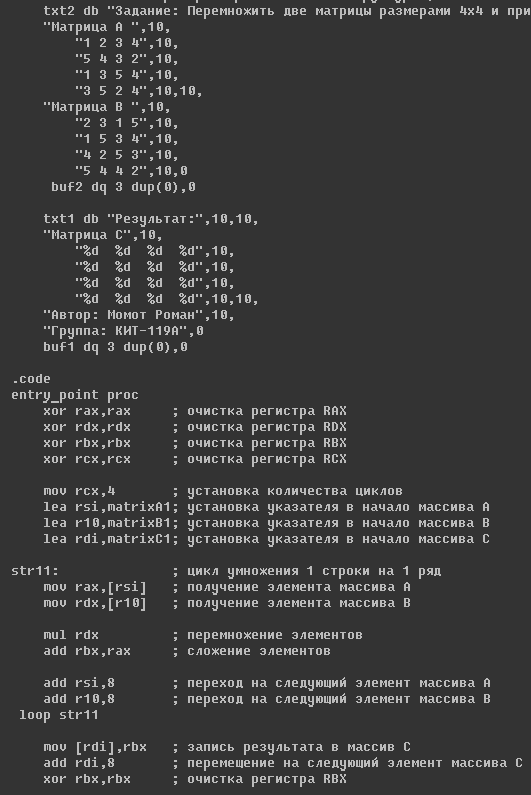 txt2 db "Задание: Перемножить две матрицы размерами 4х4 и при
"Матрица А ",10,
"1 2 3 4",10,
"5 4 3 2",10,
"1 3 5 4",10,
"3 5 2 4",10,10,
"Матрица В ",10,
"2 3 1 5",10,
"1 5 3 4",10,
"4 2 5 3",10,
"5 4 4 2",10,0
buf2 dq 3 dup(0),0
txt1 db "Результат:",10,10,
"Матрица С",10,
"%d  %d  %d  %d",10,
"%d  %d  %d  %d",10,
"%d  %d  %d  %d",10,
"%d  %d  %d  %d",10,10,
"Автор: Момот Роман",10,
"Группа: КИТ-119А",0
buf1 dq 3 dup(0),0
.code
entry_point proc
xor rax,rax     ; очистка регистра RAX
xor rdx,rdx     ; очистка регистра RDX
xor rbx,rbx     ; очистка регистра RBX
xor rcx,rcx     ; очистка регистра RCX
mov rcx,4       ; установка количества циклов
lea rsi,matrixA1; установка указателя в начало массива А
lea r10,matrixB1; установка указателя в начало массива В
lea rdi,matrixC1; установка указателя в начало массива С
str11:              ; цикл умножения 1 строки на 1 ряд
mov rax,[rsi]   ; получение элемента массива А
mov rdx,[r10]   ; получение элемента массива В
mul rdx         ; перемножение элементов
add rbx,rax     ; сложение элементов
add rsi,8       ; переход на следующий элемент массива А
add r10,8       ; переход на следующий элемент массива В
loop str11
mov [rdi],rbx   ; запись результата в массив С
add rdi,8       ; перемещение на следующий элемент массива С
xor rbx,rbx     ; очистка регистра RBX